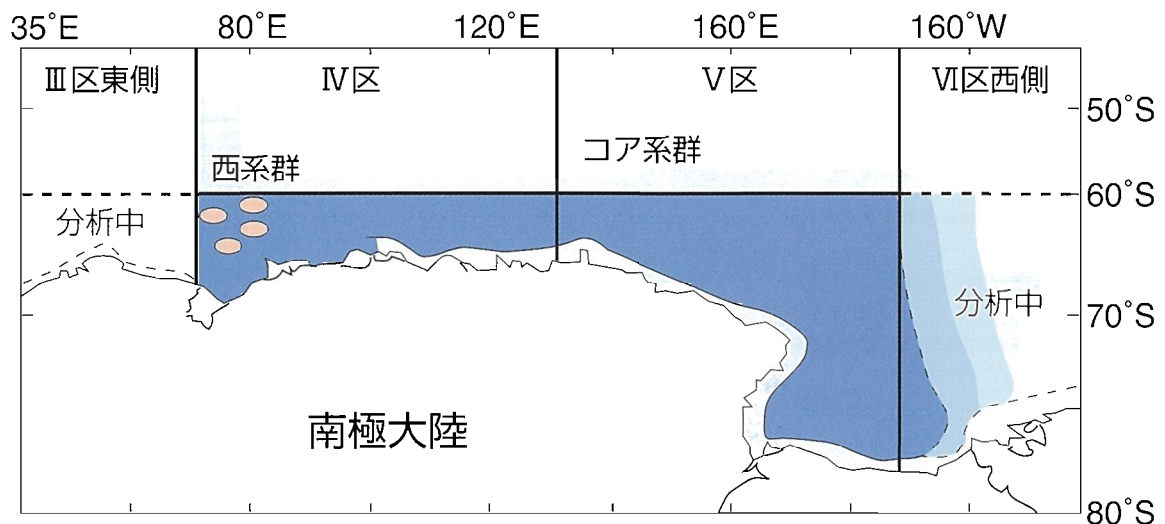 35˚E 80˚E 120˚E 160˚E 160˚W
Ⅲ区東側 Ⅳ区 Ⅴ区 Ⅵ区西側
50˚S
コア系群
西系群
60˚S
分析中
分析中
70˚S
南極大陸
80˚S